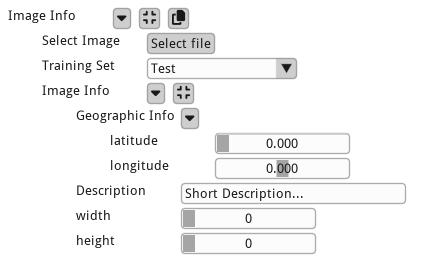 Image Info
Select Image Select file
Training Set Test
Image Info
Geographic Info
latitude 0.000
longitude 0.000
Description Short Description...
width 0
height 0